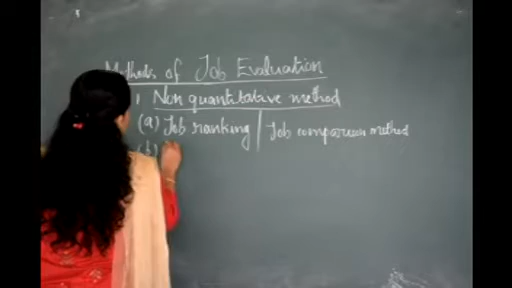 Methods of Job Evaluation
1 Non quantitative method
(a) Job ranking | Job comparison method
(b)